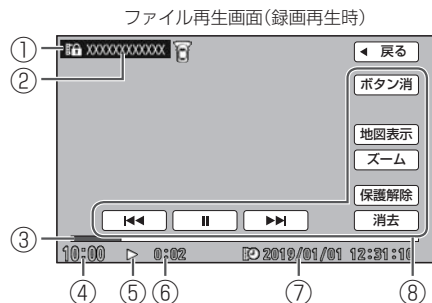 ファイル再生画面(録画再生時)
① XXXXXXXXXXXX ◀ 戻る
② ボタン消
地図表示
ズーム
保護解除
消去
③
10:00 ▷ 0:02 2019/01/01 12:31:10
④ ⑤ ⑥ ⑦ ⑧